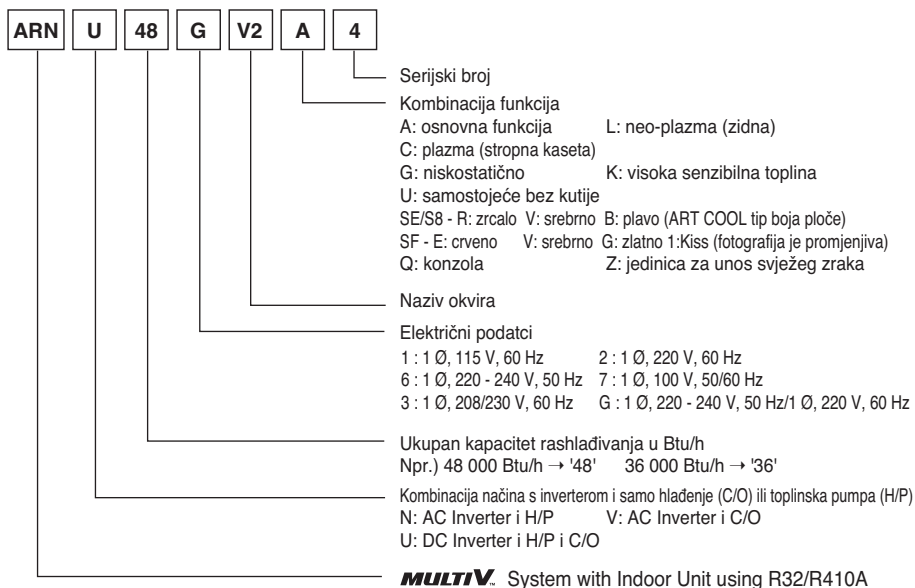 ARN U 48 G V2 A 4
Serijski broj
Kombinacija funkcija
A: osnovna funkcija L: neo-plazma (zidna)
C: plazma (stropna kaseta)
G: niskostatično K: visoka senzibilna toplina
U: samostojeće bez kutije
SE/S8 - R: zrcalo V: srebrno B: plavo (ART COOL tip boja ploče)
SF - E: crveno V: srebrno G: zlatno 1:Kiss (fotografija je promjenjiva)
Q: konzola Z: jedinica za unos svježeg zraka
Naziv okvira
Električni podatci
1 : 1 Ø, 115 V, 60 Hz 2 : 1 Ø, 220 V, 60 Hz
6 : 1 Ø, 220 - 240 V, 50 Hz 7 : 1 Ø, 100 V, 50/60 Hz
3 : 1 Ø, 208/230 V, 60 Hz G : 1 Ø, 220 - 240 V, 50 Hz/1 Ø, 220 V, 60 Hz
Ukupan kapacitet rashlađivanja u Btu/h
Npr.) 48 000 Btu/h → '48' 36 000 Btu/h → '36'
Kombinacija načina s inverterom i samo hlađenje (C/O) ili toplinska pumpa (H/P)
N: AC Inverter i H/P V: AC Inverter i C/O
U: DC Inverter i H/P i C/O
MULTI V™ System with Indoor Unit using R32/R410A